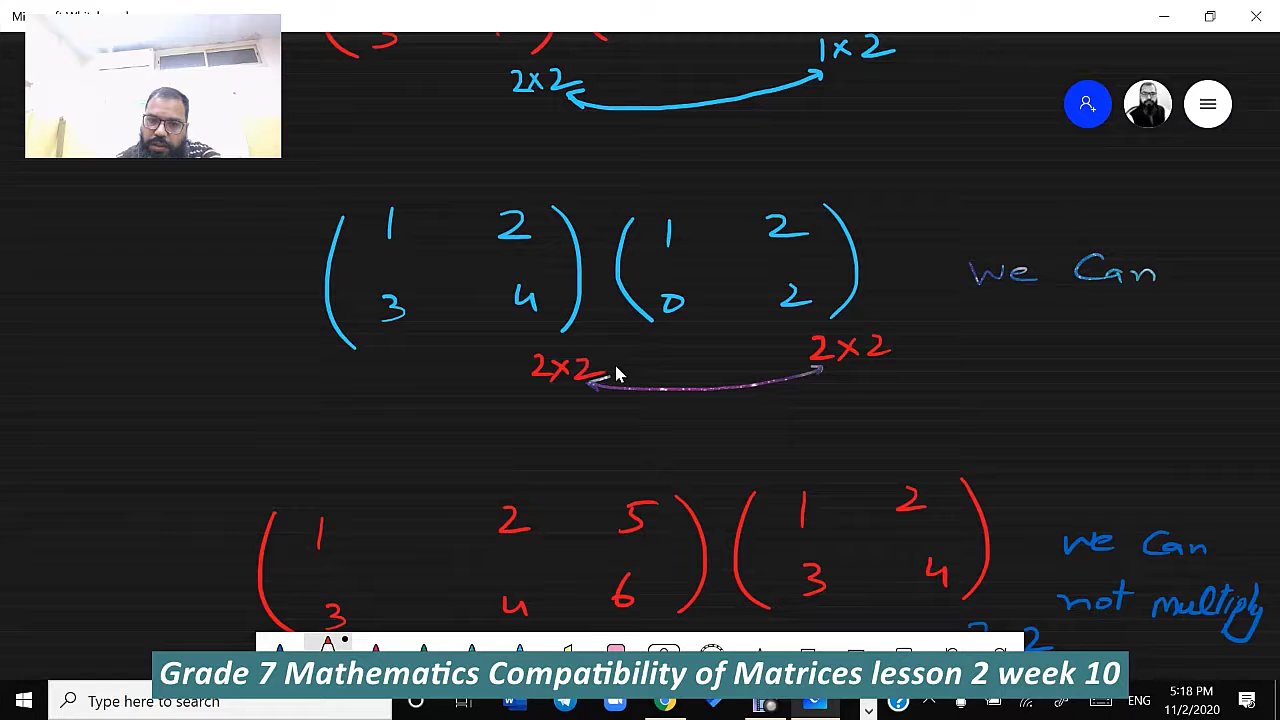 1×2
2×2
1 2 1 2
3 4 0 2
We Can
2×2
2×2
1 2 5 1 2
3 4 6 3 4
we Can
not multiply
2
Grade 7 Mathematics Compatibility of Matrices lesson 2 week 10
Type here to search
ENG
5:18 PM
11/2/2020